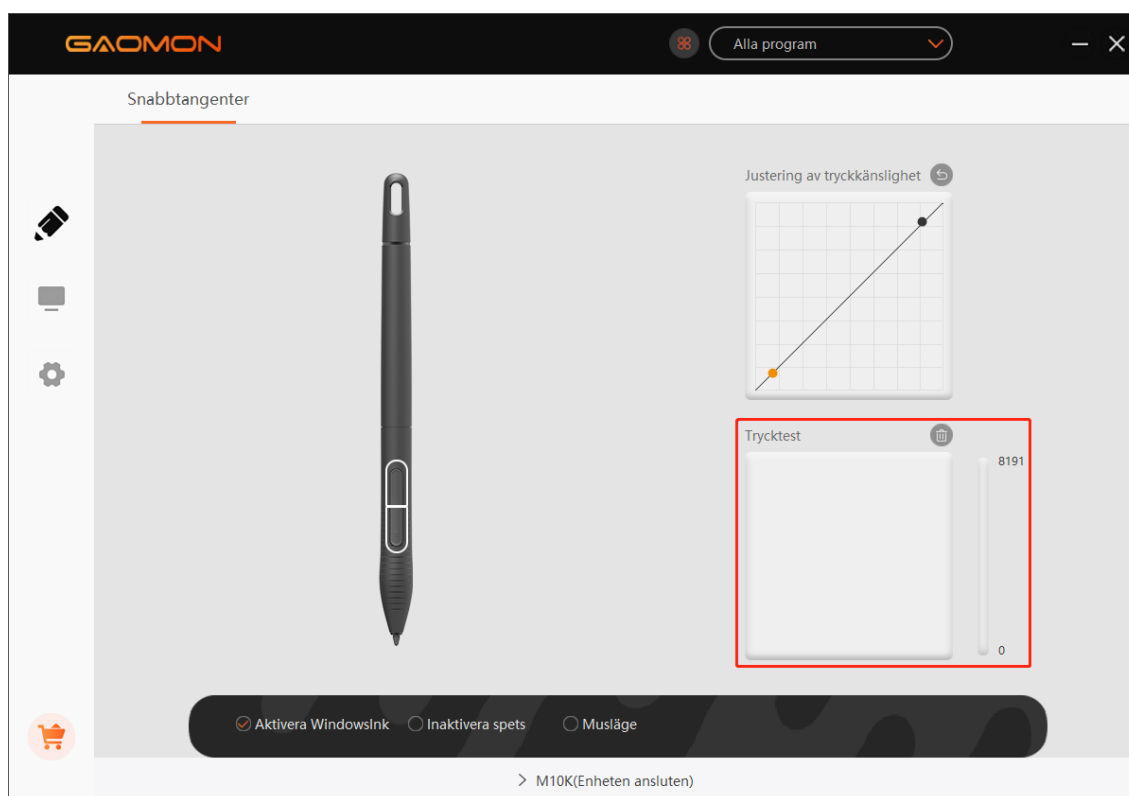 GAOMON
Alla program
Snabbtangenter
Justering av tryckkänslighet
Trycktest
8191
0
Aktivera WindowsInk
Inaktivera spets
Musläge
M10K(Enheten ansluten)